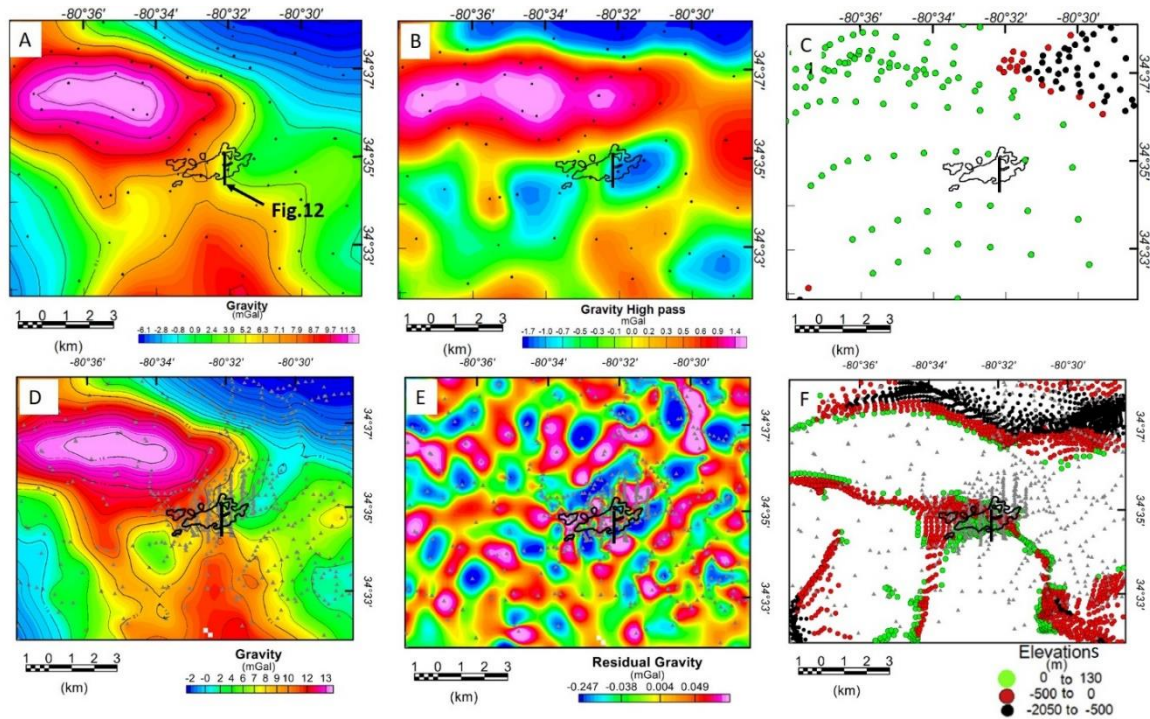 -80°36' -80°34' -80°32' -80°30'
A
34°37'
34°35'
34°33'
Fig.12
Gravity
(mGal)
1 0 1 2 3
(km)
-6.1 -2.8 -0.8 0.9 2.4 3.9 5.2 6.3 7.1 7.9 8.7 9.7 11.3
-80°36' -80°34' -80°32' -80°30'
B
34°37'
34°35'
34°33'
Gravity High pass
mGal
1 0 1 2 3
(km)
-1.7 -1.0 -0.7 -0.5 -0.3 -0.1 0.0 0.2 0.3 0.5 0.6 0.9 1.4
-80°36' -80°34' -80°32' -80°30'
C
34°37'
34°35'
34°33'
1 0 1 2 3
(km)
-80°36' -80°34' -80°32' -80°30'
D
34°37'
34°35'
34°33'
Gravity
(mGal)
1 0 1 2 3
(km)
-2 0 2 4 5 6 7 8 9 10 12 13
-80°36' -80°34' -80°32' -80°30'
E
34°37'
34°35'
34°33'
Residual Gravity
(mGal)
1 0 1 2 3
(km)
-0.247 -0.038 0.004 0.049
-80°36' -80°34' -80°32' -80°30'
F
34°37'
34°35'
34°33'
1 0 1 2 3
(km)
Elevations
(m)
0 to 130
-500 to 0
-2050 to -500